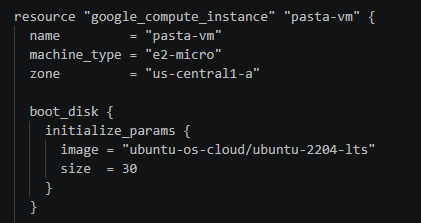 resource "google_compute_instance" "pasta-vm" {
  name         = "pasta-vm"
  machine_type = "e2-micro"
  zone         = "us-central1-a"

  boot_disk {
    initialize_params {
      image = "ubuntu-os-cloud/ubuntu-2204-lts"
      size  = 30
    }
  }